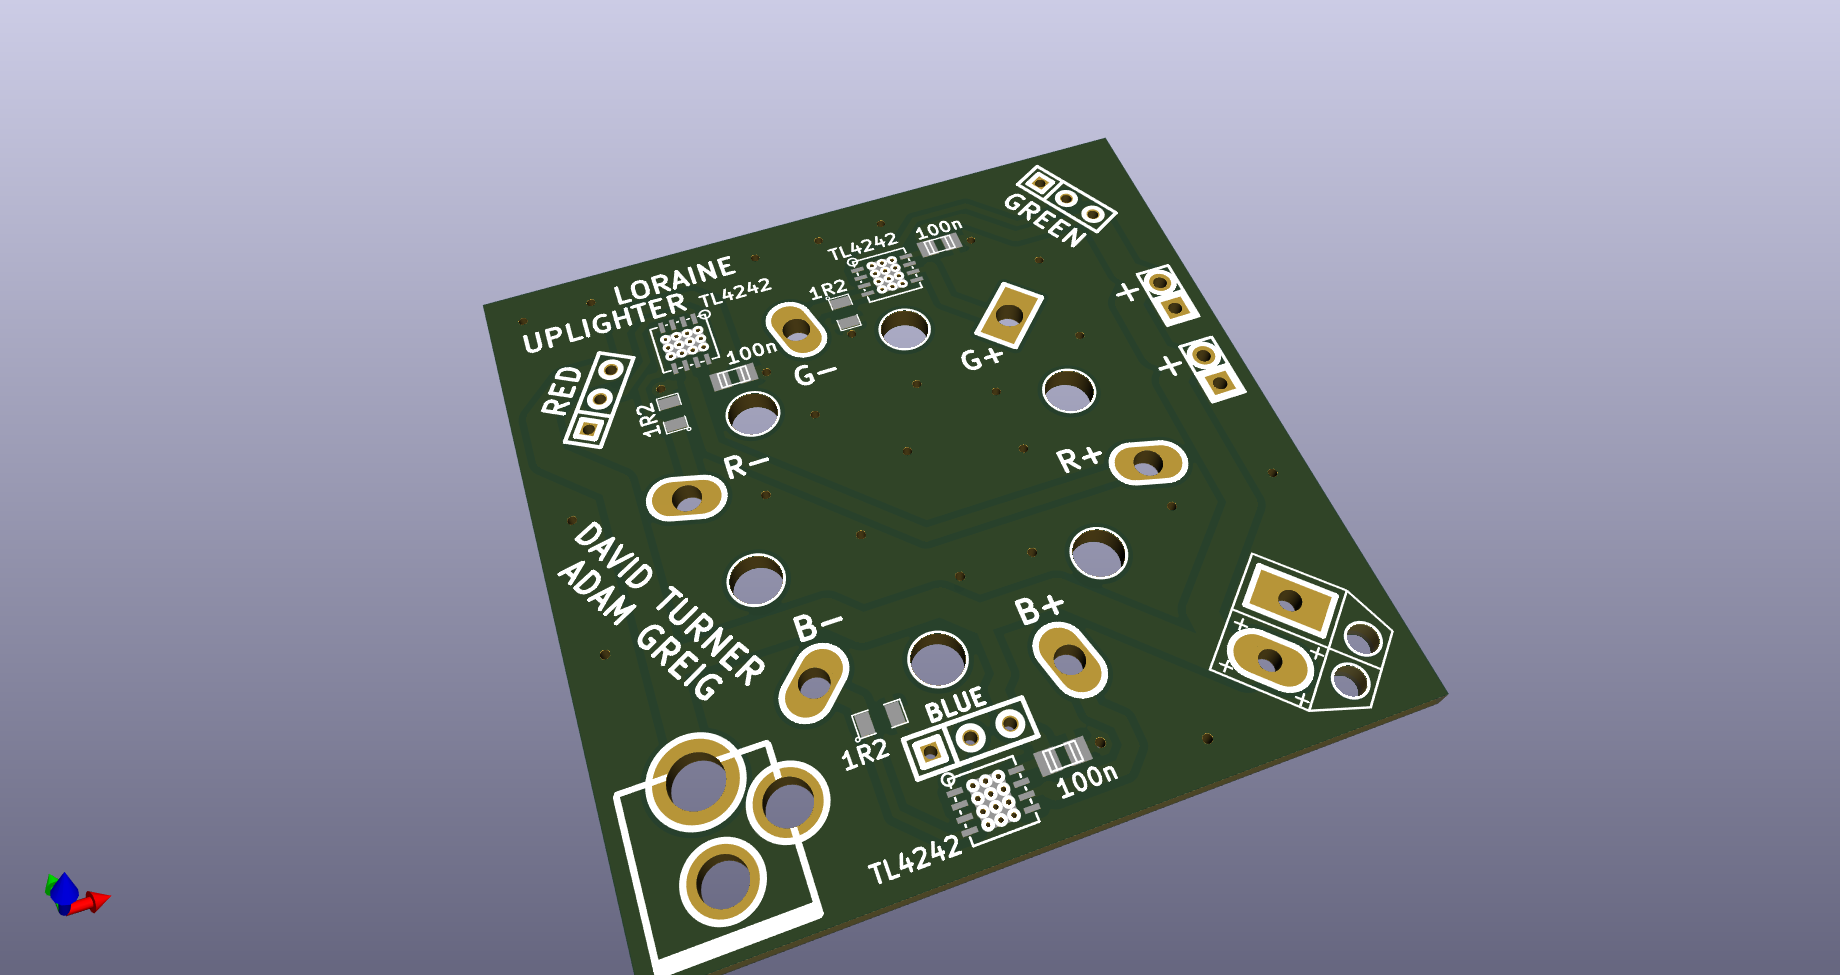 GREEN
100n
TL4242
LORAINE
UPLIGHTER
TL4242
1R2
+
100n
G-
G+
+
RED
1R2
R-
R+
DAVID TURNER
ADAM GREIG
B-
B+
+ +
+ +
BLUE
1R2
100n
TL4242